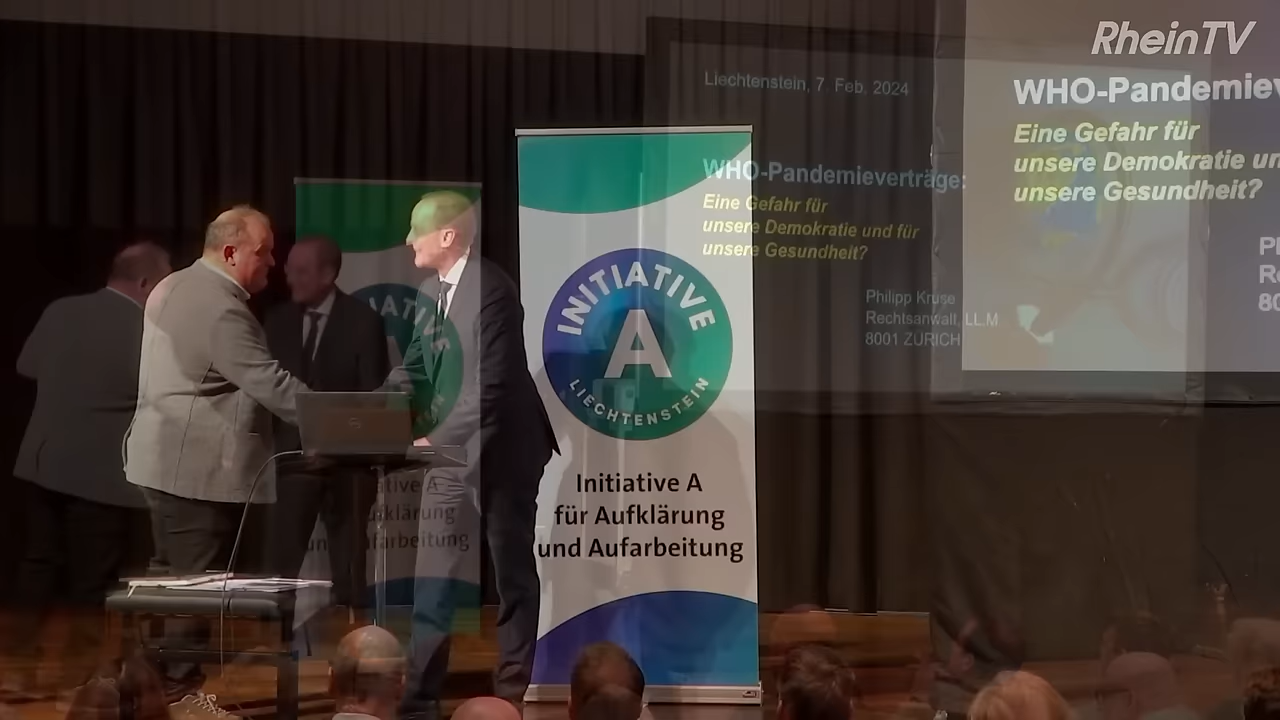 RheinTV
Liechtenstein, 7. Feb. 2024
WHO-Pandemieverträge:
Eine Gefahr für
unsere Demokratie und für
unsere Gesundheit?
Philipp Kruse
Rechtsanwalt, LL.M
8001 ZÜRICH
WHO-Pandemiev
Eine Gefahr für
unsere Demokratie un
unsere Gesundheit?
INITIATIVE
A
LIECHTENSTEIN
Initiative A
für Aufklärung
und Aufarbeitung